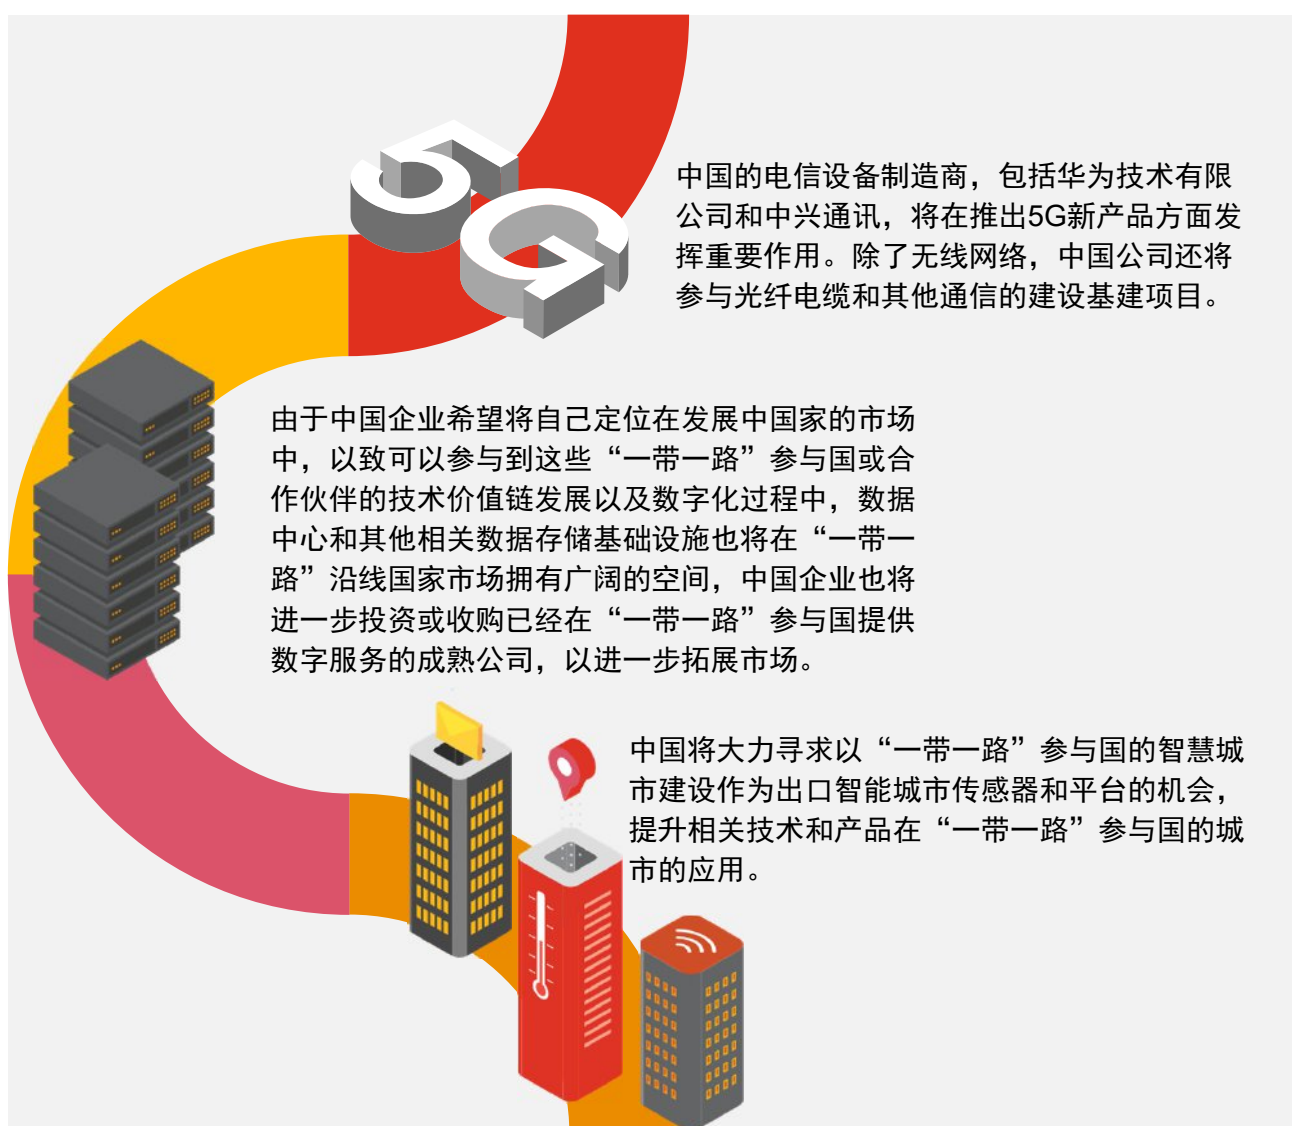 5G
中国的电信设备制造商，包括华为技术有限
公司和中兴通讯，将在推出5G新产品方面发
挥重要作用。除了无线网络，中国公司还将
参与光纤电缆和其他通信的建设基建项目。
由于中国企业希望将自己定位在发展中国家的市场
中，以致可以参与到这些“一带一路”参与国或合
作伙伴的技术价值链发展以及数字化过程中，数据
中心和其他相关数据存储基础设施也将在“一带一
路”沿线国家市场拥有广阔的空间，中国企业也将
进一步投资或收购已经在“一带一路”参与国提供
数字服务的成熟公司，以进一步拓展市场。
中国将大力寻求以“一带一路”参与国的智慧城
市建设作为出口智能城市传感器和平台的机会，
提升相关技术和产品在“一带一路”参与国的城
市的应用。